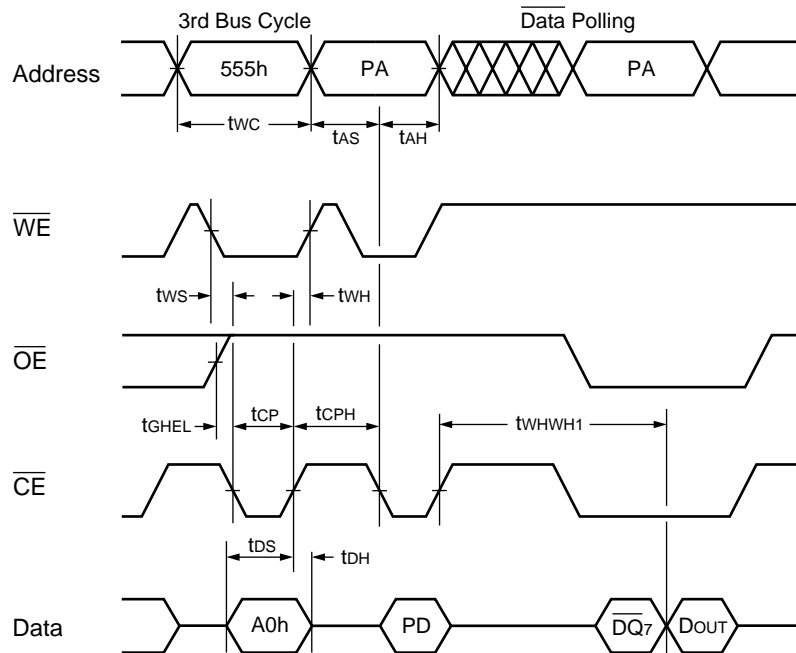 3rd Bus Cycle Data Polling
Address 555h PA PA
tWC tAS tAH
WE
tWS tWH
OE
tGHEL tCP tCPH tWHWH1
CE
tDS tDH
Data A0h PD DQ7 DOUT